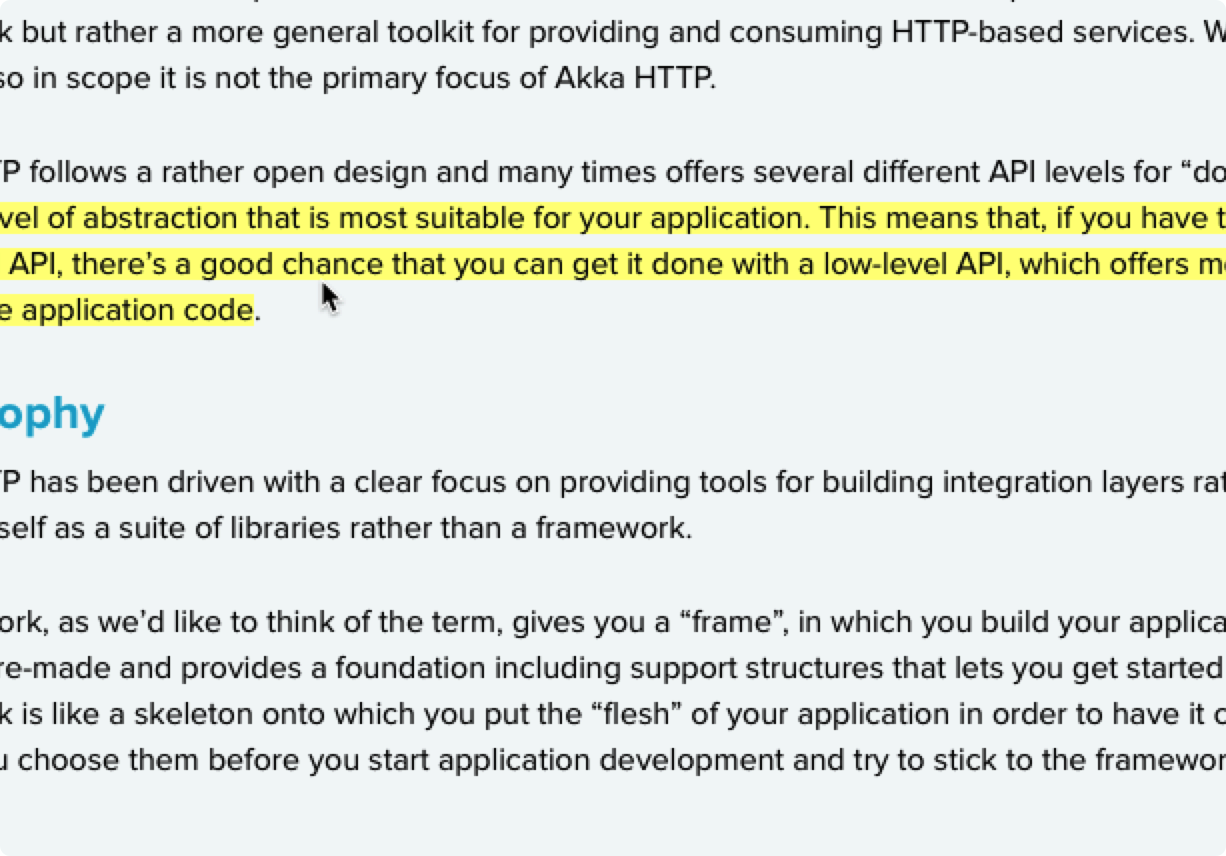 k but rather a more general toolkit for providing and consuming HTTP-based services. W
so in scope it is not the primary focus of Akka HTTP.
TP follows a rather open design and many times offers several different API levels for “do
vel of abstraction that is most suitable for your application. This means that, if you have t
API, there’s a good chance that you can get it done with a low-level API, which offers mo
e application code.
ophy
TP has been driven with a clear focus on providing tools for building integration layers rat
self as a suite of libraries rather than a framework.
ork, as we’d like to think of the term, gives you a “frame”, in which you build your applica
re-made and provides a foundation including support structures that lets you get started
k is like a skeleton onto which you put the “flesh” of your application in order to have it c
u choose them before you start application development and try to stick to the framewor